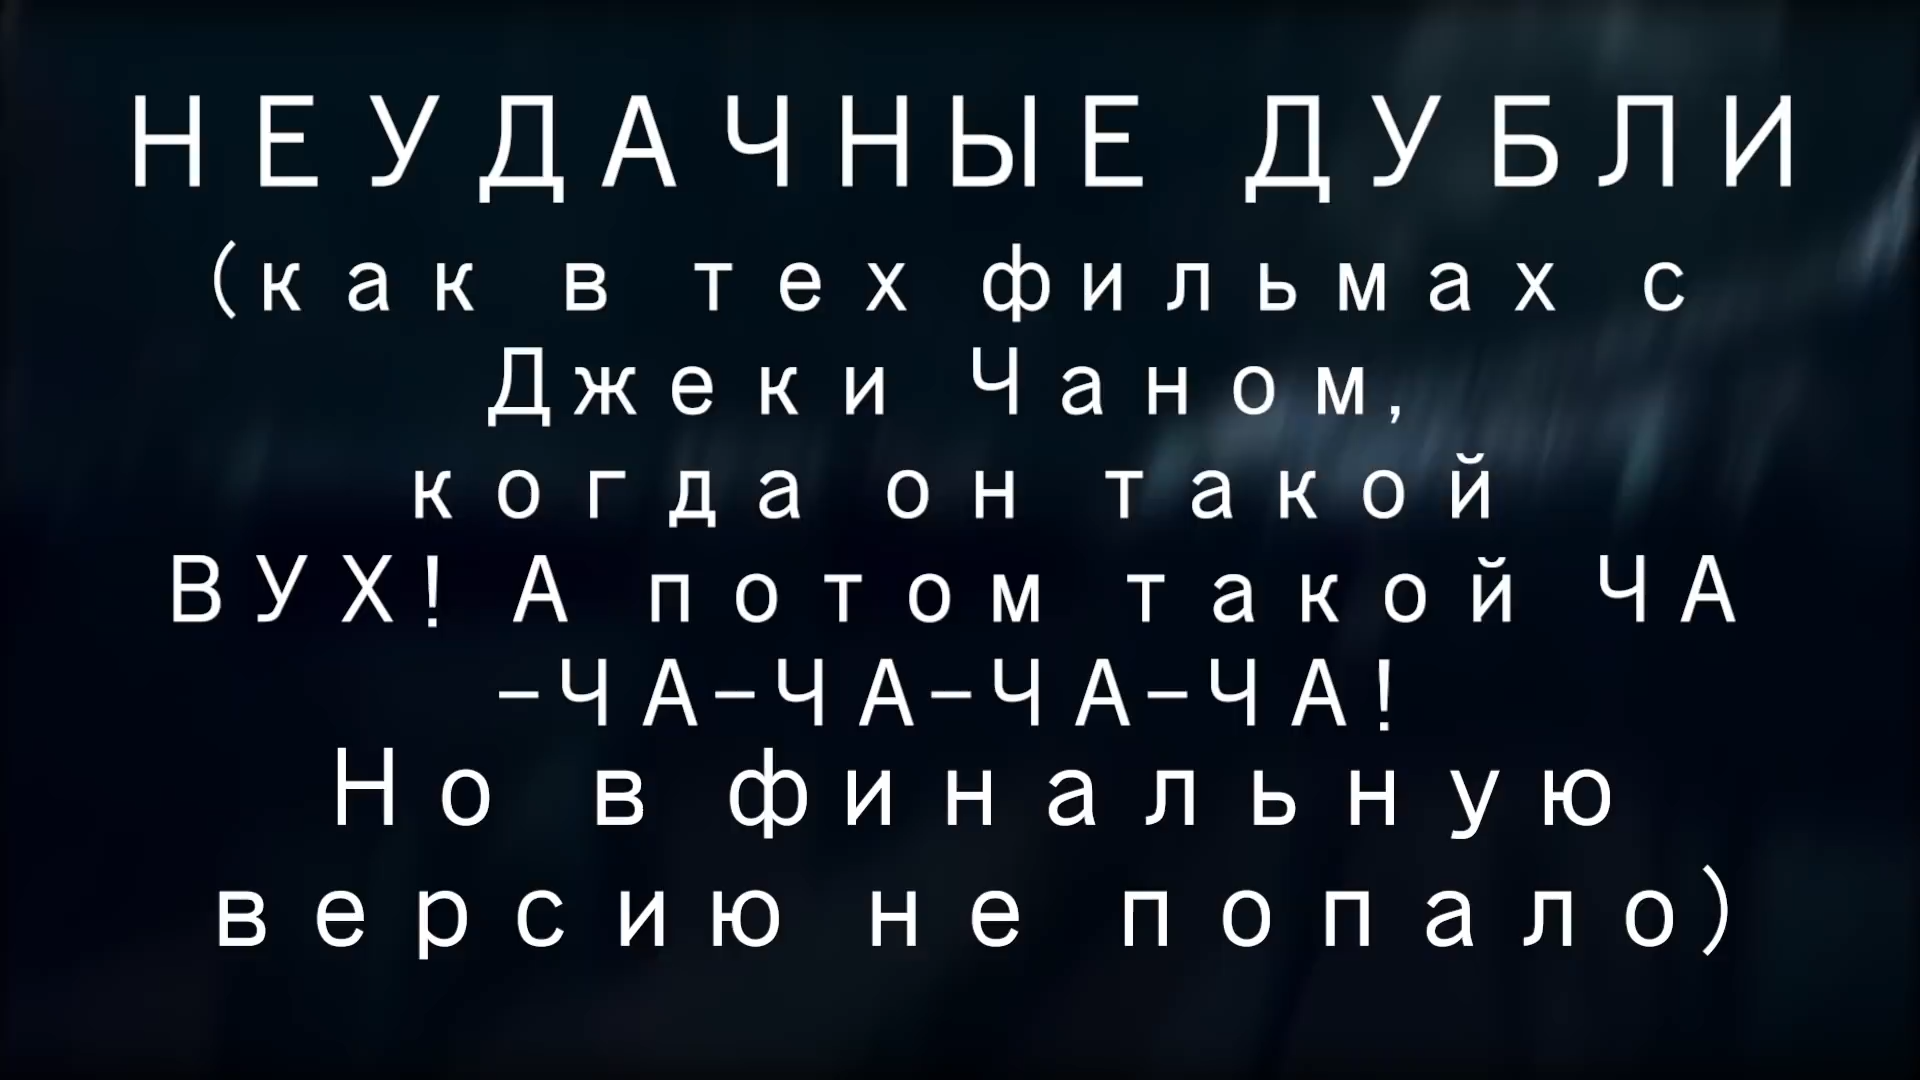 НЕУДАЧНЫЕ ДУБЛИ
(как в тех фильмах с
Джеки Чаном,
когда он такой
ВУХ! А потом такой ЧА
-ЧА-ЧА-ЧА-ЧА!
Но в финальную
версию не попало)